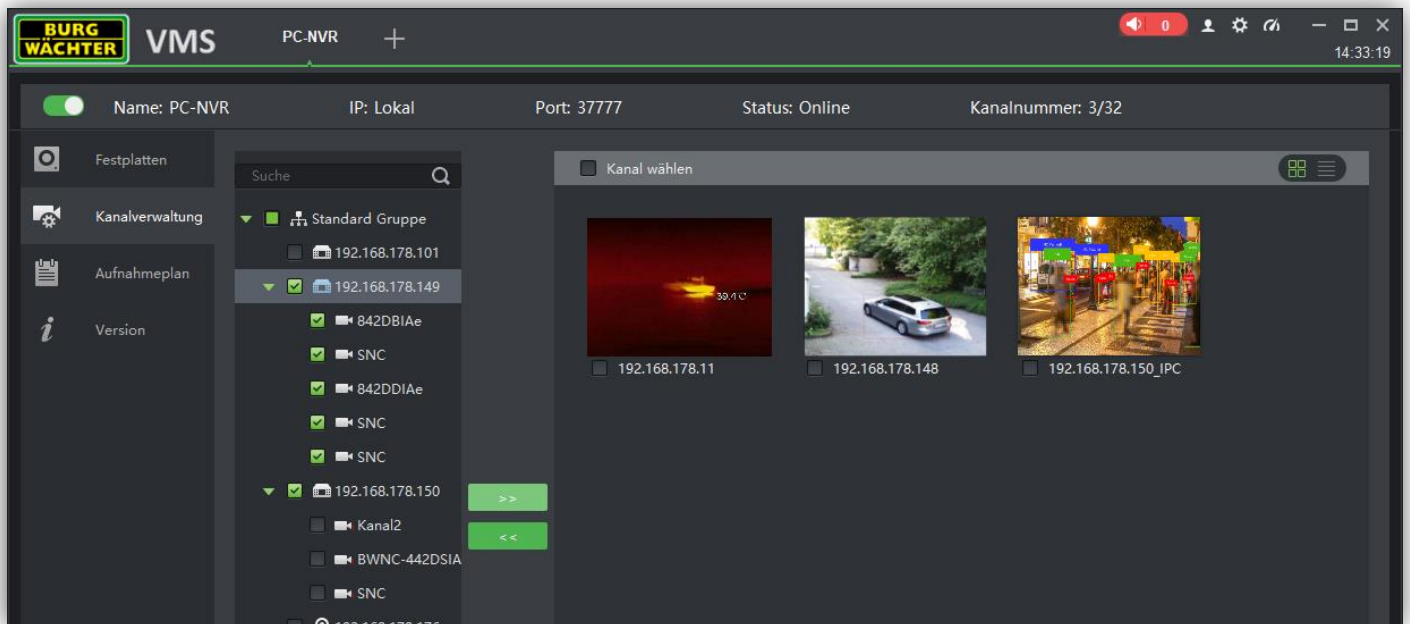 BURG
WÄCHTER
VMS
PC-NVR
0
14:33:19
Name: PC-NVR
IP: Lokal
Port: 37777
Status: Online
Kanalnummer: 3/32
Festplatten
Kanalverwaltung
Aufnahmeplan
Version
Suche
Standard Gruppe
192.168.178.101
192.168.178.149
842DBIAe
SNC
842DDIAe
SNC
SNC
192.168.178.150
Kanal2
BWNC-442DSIA
SNC
>>
<<
Kanal wählen
39.4°C
192.168.178.11
192.168.178.148
192.168.178.150_IPC